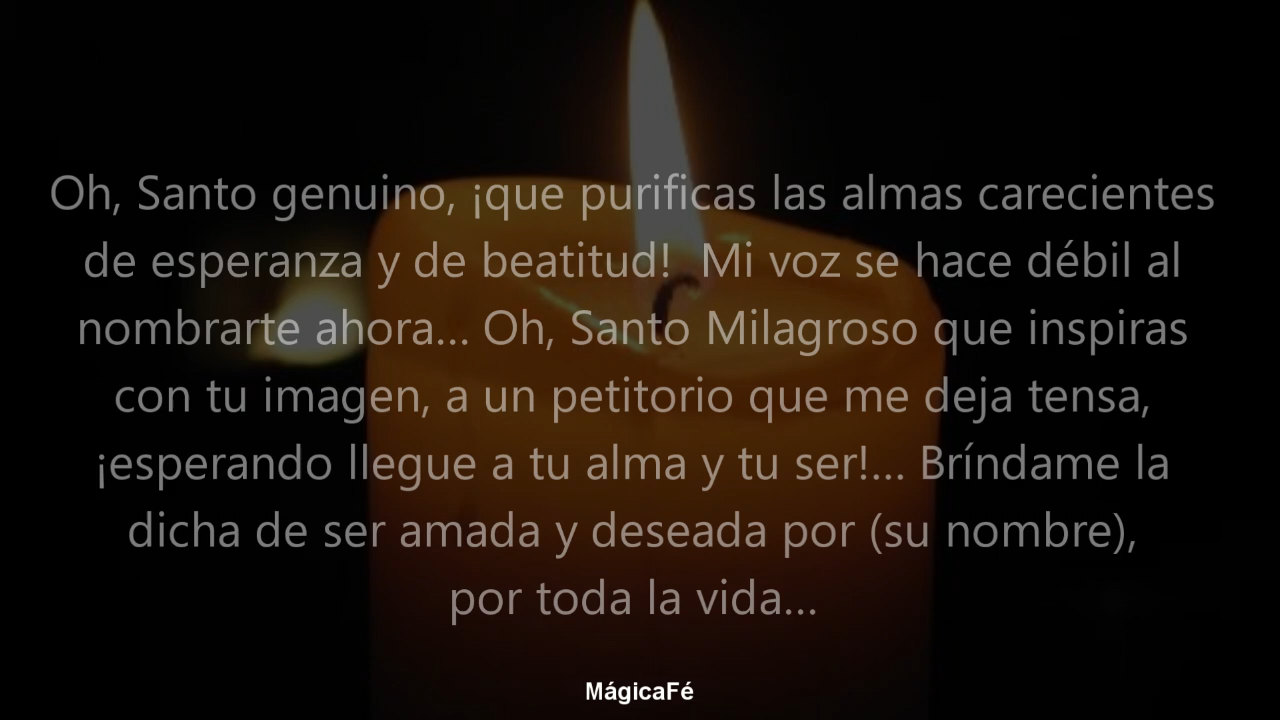 Oh, Santo genuino, ¡que purificas las almas carecientes
de esperanza y de beatitud!  Mi voz se hace débil al
nombrarte ahora... Oh, Santo Milagroso que inspiras
con tu imagen, a un petitorio que me deja tensa,
¡esperando llegue a tu alma y tu ser!... Bríndame la
dicha de ser amada y deseada por (su nombre),
por toda la vida...
MágicaFé